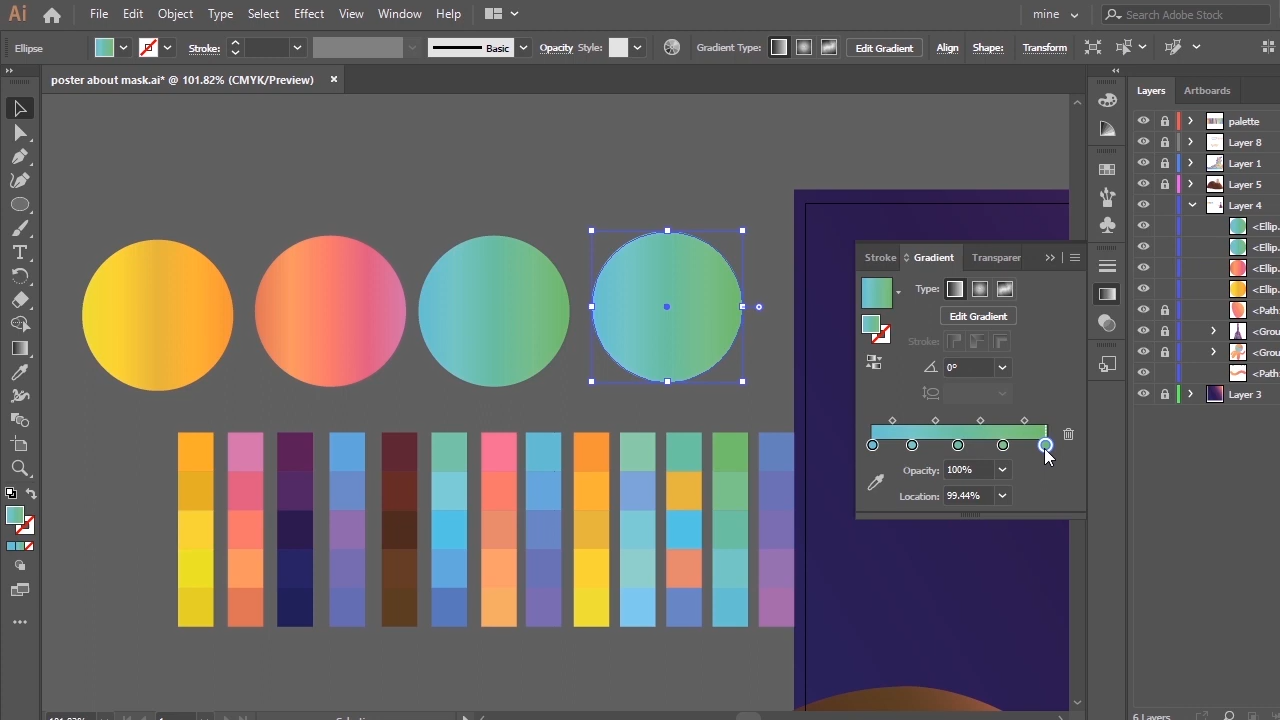 Ai File Edit Object Type Select Effect View Window Help mine Search Adobe Stock
Ellipse Stroke: Basic Opacity Style: Gradient Type: Edit Gradient Align Shape: Transform
poster about mask.ai* @ 101.82% (CMYK/Preview) × Layers Artboards
palette
Layer 8
Layer 1
Layer 5
Layer 4
<Ellip.
<Ellip.
<Ellip.
<Ellip.
<Path.
<Grou
<Grou
<Path.
Layer 3
Stroke Gradient Transparen
Type:
Edit Gradient
Stroke:
0°
Opacity: 100%
Location: 99.44%
6 Layers